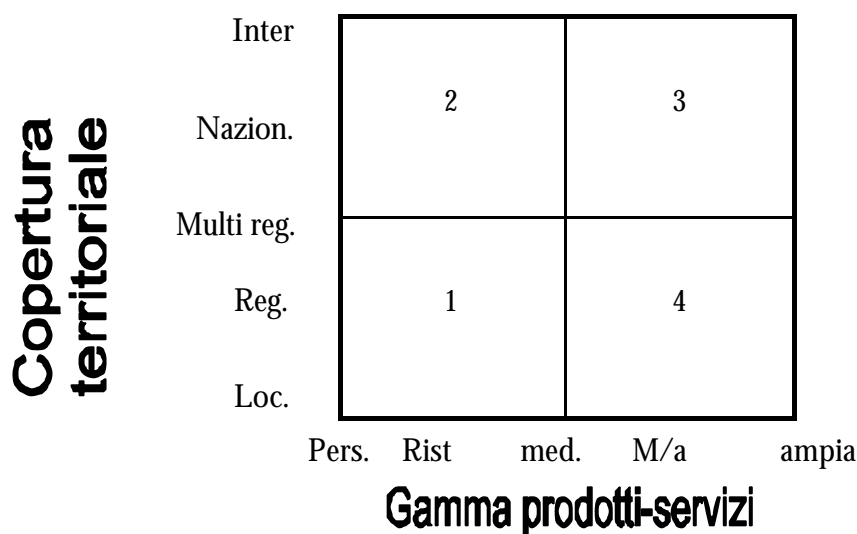 Copertura
territoriale
Inter
2 3
Nazion.
Multi reg.
Reg. 1 4
Loc.
Pers. Rist med. M/a ampia
Gamma prodotti-servizi